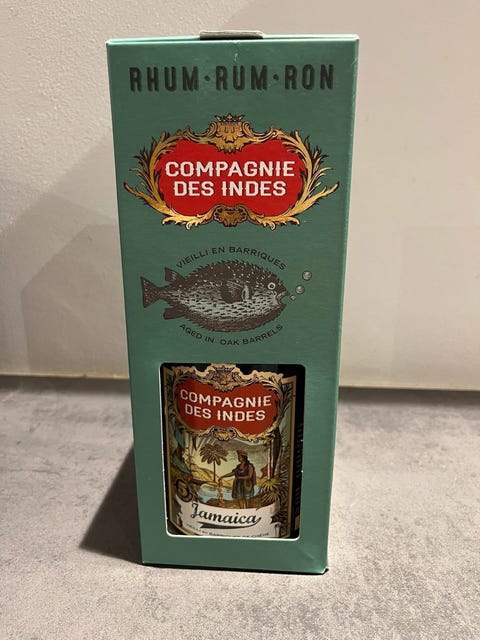 RHUM·RUM·RON
COMPAGNIE
DES INDES
VIEILLI EN BARRIQUES
AGED IN OAK BARRELS
COMPAGNIE
DES INDES
Jamaica